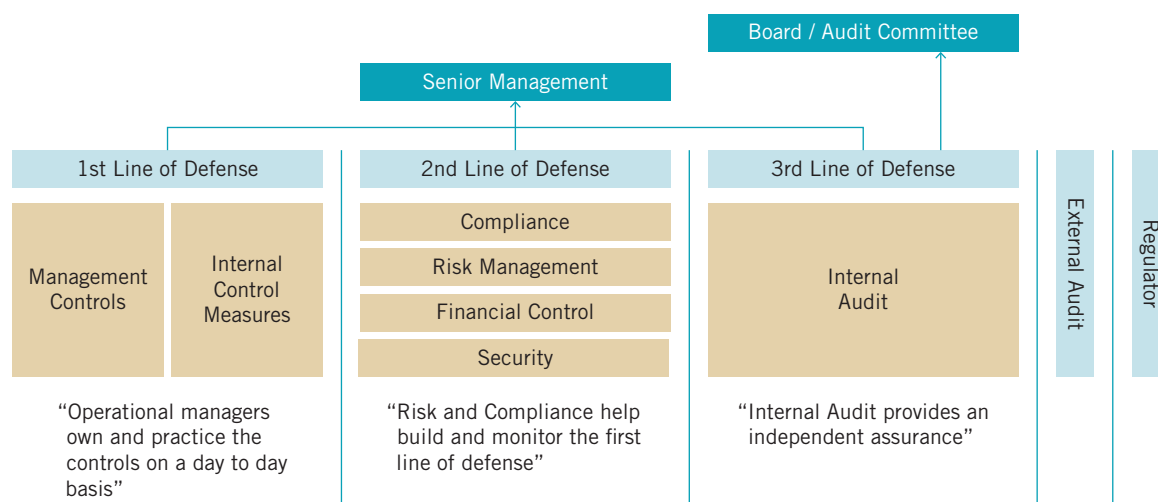 Board / Audit Committee
Senior Management
1st Line of Defense
2nd Line of Defense
3rd Line of Defense
Management
Controls
Internal
Control
Measures
Compliance
Risk Management
Financial Control
Security
Internal
Audit
External Audit
Regulator
“Operational managers
own and practice the
controls on a day to day
basis”
“Risk and Compliance help
build and monitor the first
line of defense”
“Internal Audit provides an
independent assurance”